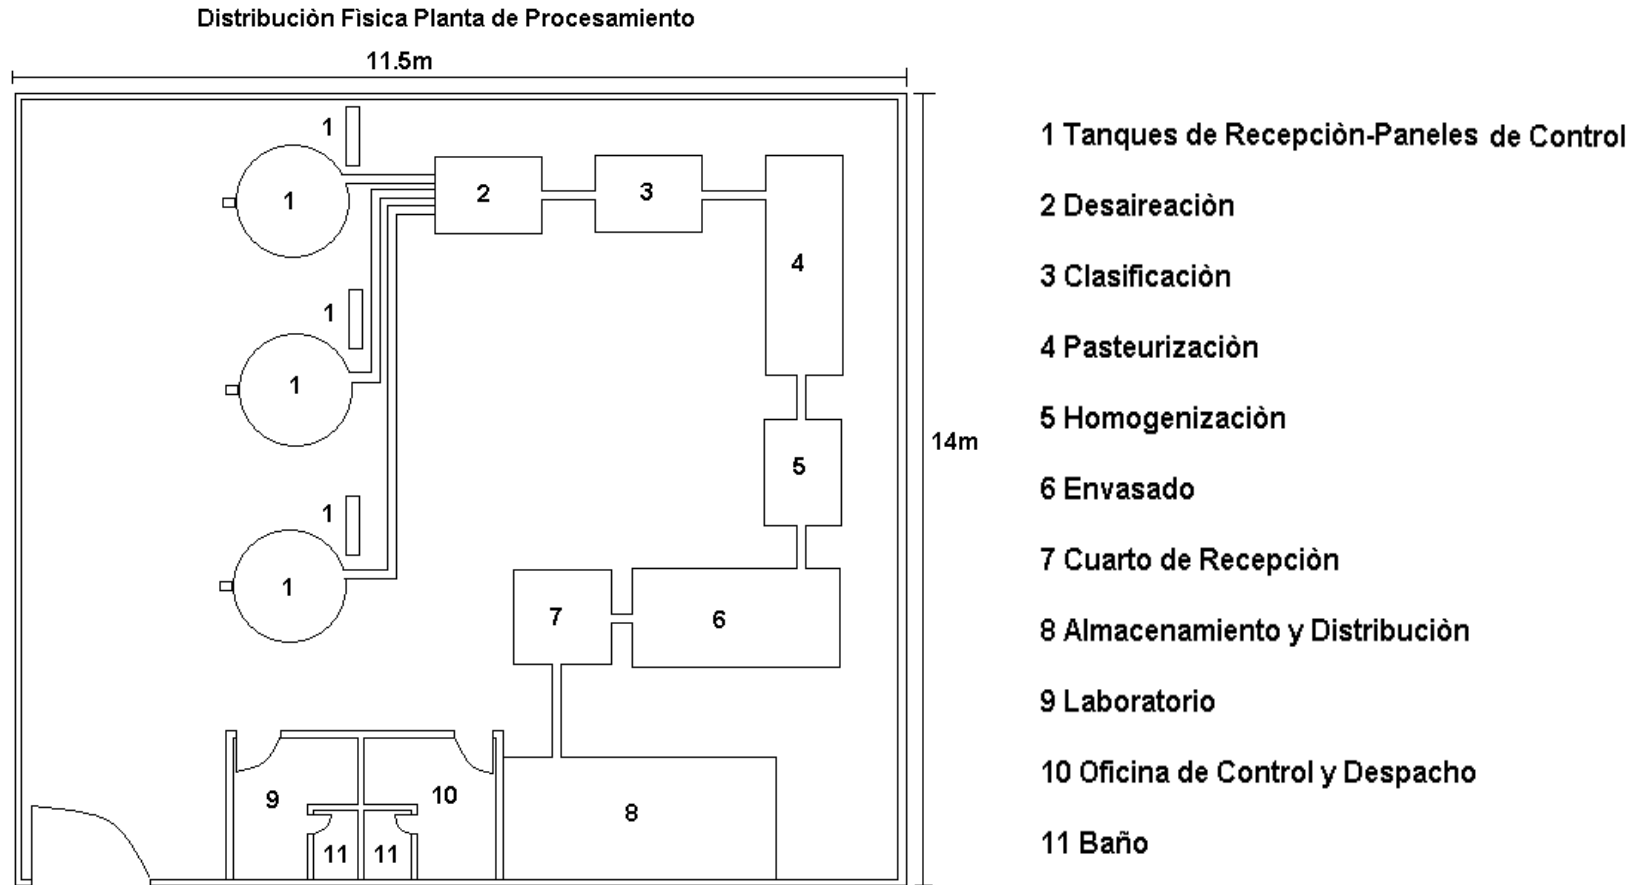 Distribuciòn Fìsica Planta de Procesamiento
11.5m
1
1
2
3
4
1
1
14m
5
1
1
7
6
9
10
8
11
11
1 Tanques de Recepciòn-Paneles de Control
2 Desaireaciòn
3 Clasificaciòn
4 Pasteurizaciòn
5 Homogenizaciòn
6 Envasado
7 Cuarto de Recepciòn
8 Almacenamiento y Distribuciòn
9 Laboratorio
10 Oficina de Control y Despacho
11 Baño